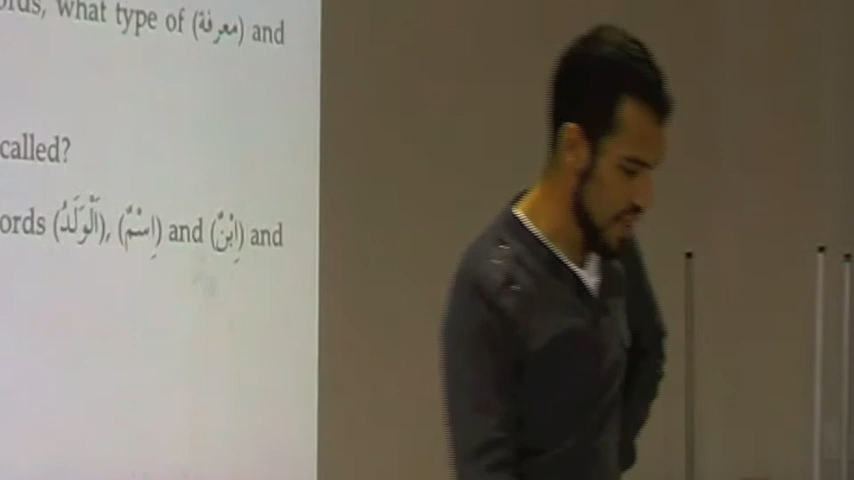 ords, what type of (معرفة) and
called?
ords (اَلْوَلَدُ), (اِسْمٌ) and (اِبْنٌ) and